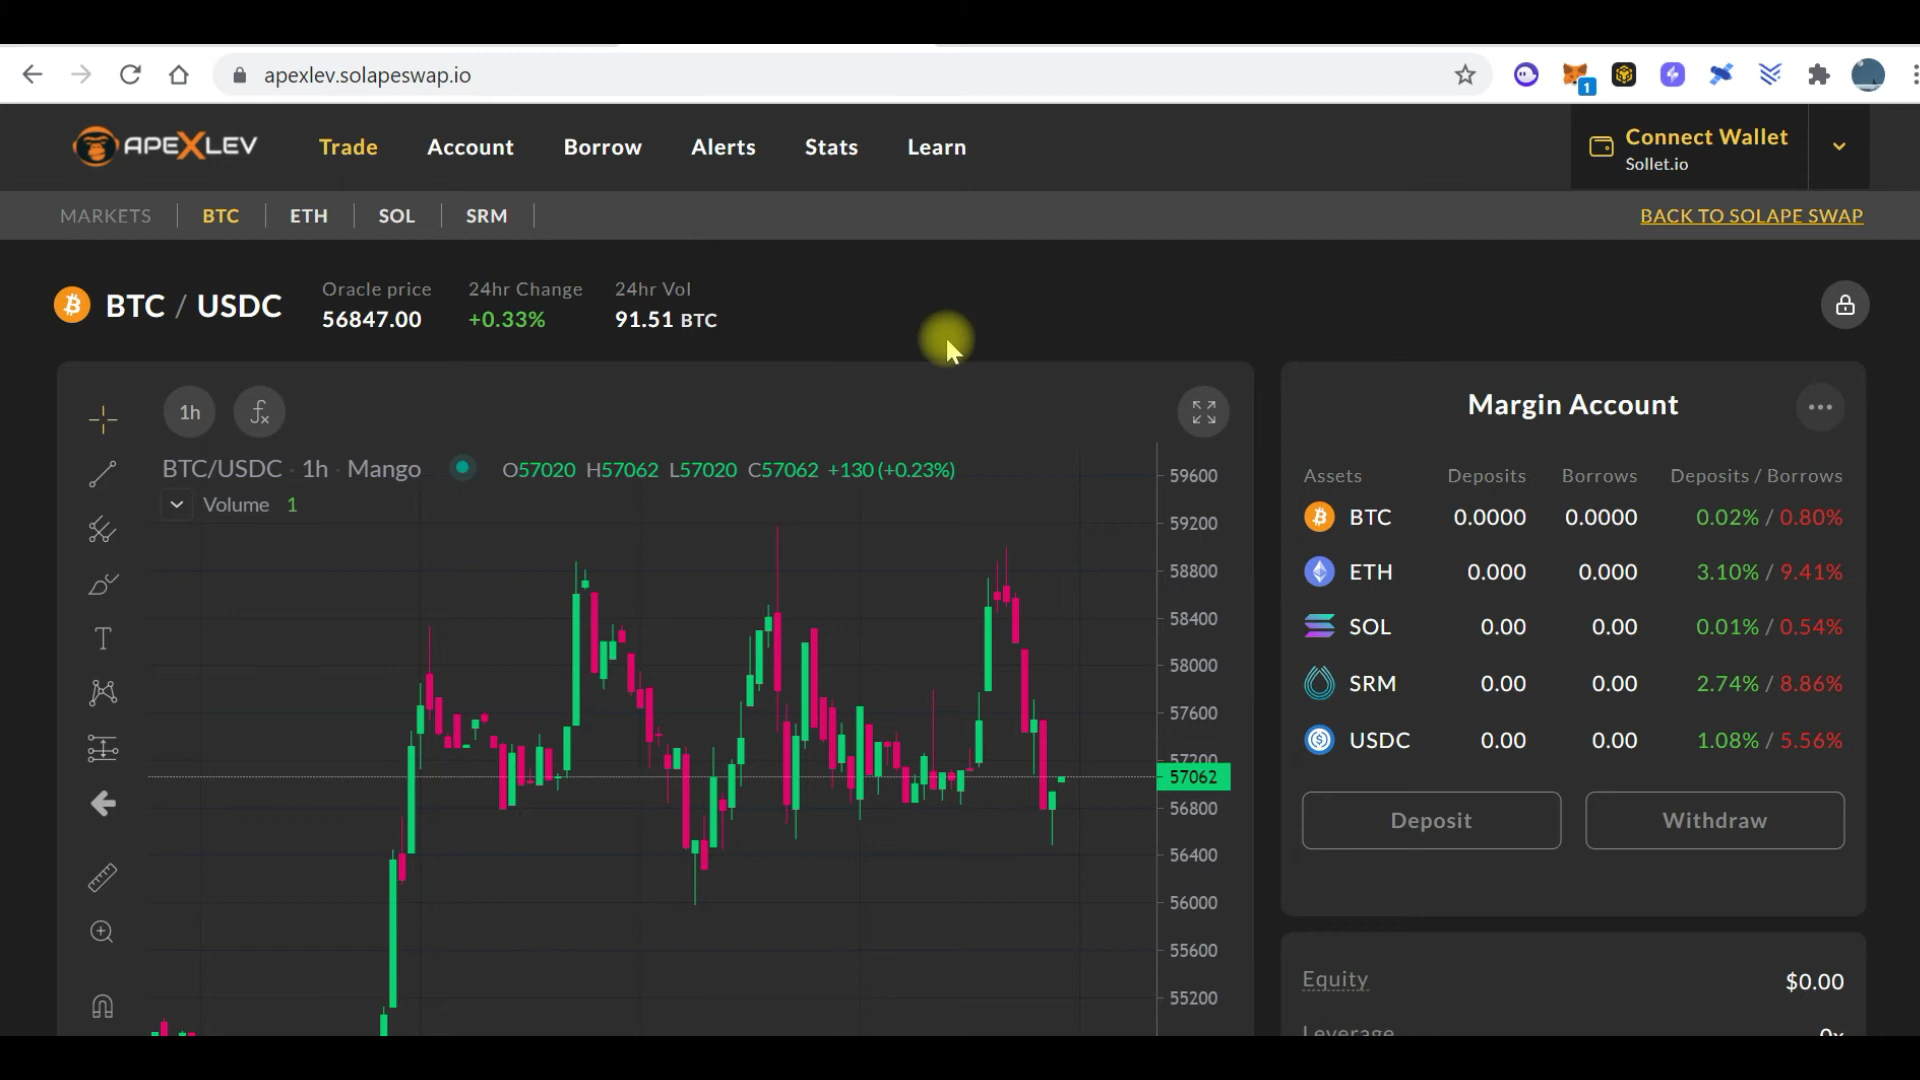 apexlev.solapeswap.io
1
APEXLEV
Trade Account Borrow Alerts Stats Learn
Connect Wallet
Sollet.io
MARKETS BTC ETH SOL SRM
BACK TO SOLAPE SWAP
BTC / USDC
Oracle price 24hr Change 24hr Vol
56847.00 +0.33% 91.51 BTC
1h
BTC/USDC · 1h · Mango O57020 H57062 L57020 C57062 +130 (+0.23%)
Volume 1
59600
59200
58800
58400
58000
57600
57200
57062
56800
56400
56000
55600
55200
Margin Account
Assets Deposits Borrows Deposits / Borrows
BTC 0.0000 0.0000 0.02% / 0.80%
ETH 0.000 0.000 3.10% / 9.41%
SOL 0.00 0.00 0.01% / 0.54%
SRM 0.00 0.00 2.74% / 8.86%
USDC 0.00 0.00 1.08% / 5.56%
Deposit Withdraw
Equity $0.00
Leverage 0x